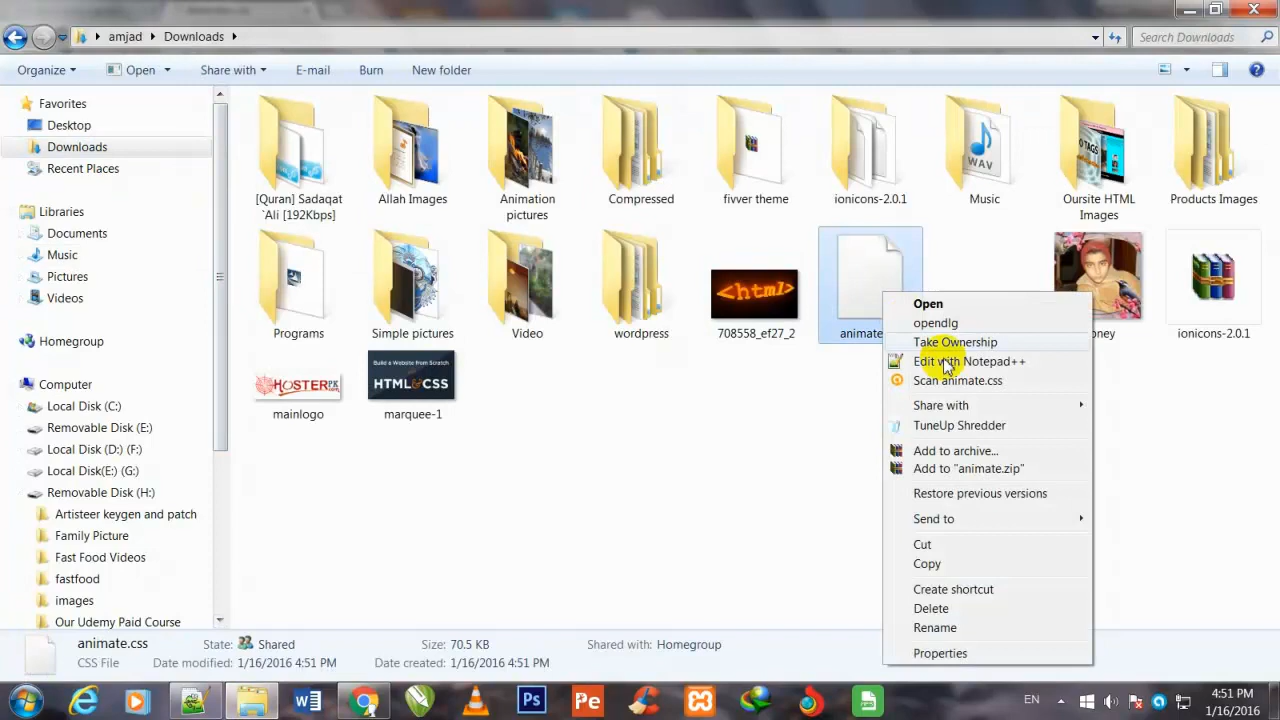 amjad Downloads
Search Downloads
Organize Open Share with E-mail Burn New folder
Favorites
Desktop
Downloads
Recent Places
Libraries
Documents
Music
Pictures
Videos
Homegroup
Computer
Local Disk (C:)
Removable Disk (E:)
Local Disk (D:) (F:)
Local Disk(E:) (G:)
Removable Disk (H:)
Artisteer keygen and patch
Family Picture
Fast Food Videos
fastfood
images
Our Udemy Paid Course
WAV
[Quran] Sadaqat
`Ali [192Kbps]
Allah Images
Animation
pictures
Compressed
fivver theme
ionicons-2.0.1
Music
Oursite HTML
Images
Products Images
<html>
Programs
Simple pictures
Video
wordpress
708558_ef27_2
animate
oney
ionicons-2.0.1
HOSTERPK
Build a Website from Scratch
HTML&CSS
mainlogo
marquee-1
Open
opendlg
Take Ownership
Edit with Notepad++
Scan animate.css
Share with
TuneUp Shredder
Add to archive...
Add to "animate.zip"
Restore previous versions
Send to
Cut
Copy
Create shortcut
Delete
Rename
Properties
animate.css State: Shared Size: 70.5 KB Shared with: Homegroup
CSS File Date modified: 1/16/2016 4:51 PM Date created: 1/16/2016 4:51 PM
W
Ps
Pe
EN
4:51 PM
1/16/2016